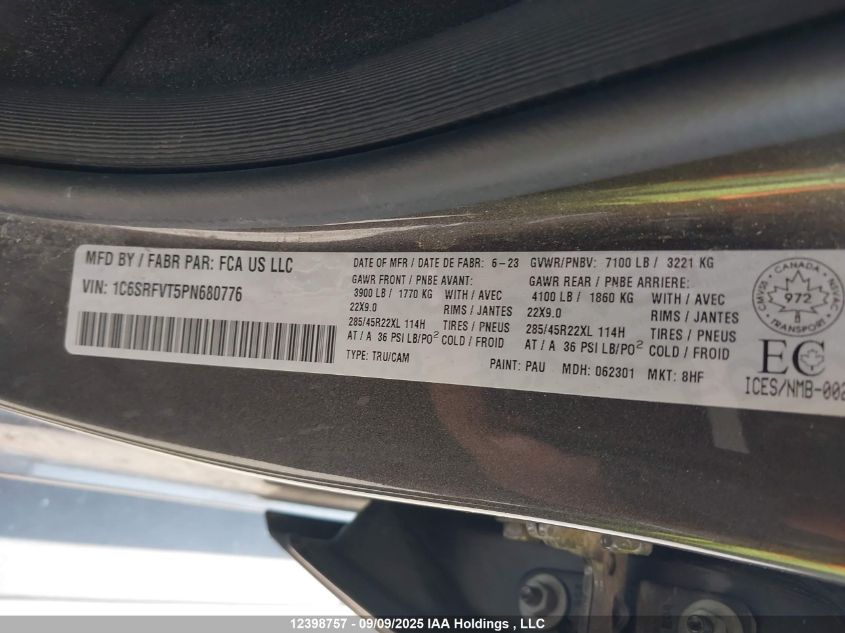 MFD BY / FABR PAR: FCA US LLC
VIN: 1C6SRFVT5PN680776
DATE OF MFR / DATE DE FABR: 6-23 GVWR/PNBV: 7100 LB / 3221 KG
GAWR FRONT / PNBE AVANT:
3900 LB / 1770 KG WITH / AVEC
22X9.0 RIMS / JANTES
285/45R22XL 114H TIRES / PNEUS
AT / A 36 PSI LB/PO² COLD / FROID
GAWR REAR / PNBE ARRIERE:
4100 LB / 1860 KG WITH / AVEC
22X9.0 RIMS / JANTES
285/45R22XL 114H TIRES / PNEUS
AT / A 36 PSI LB/PO² COLD / FROID
TYPE: TRU/CAM PAINT: PAU MDH: 062301 MKT: 8HF
CANADA
CMVSS NSVAC
972
TRANSPORT
EC
ICES/NMB-002
12398757 - 09/09/2025 IAA Holdings , LLC